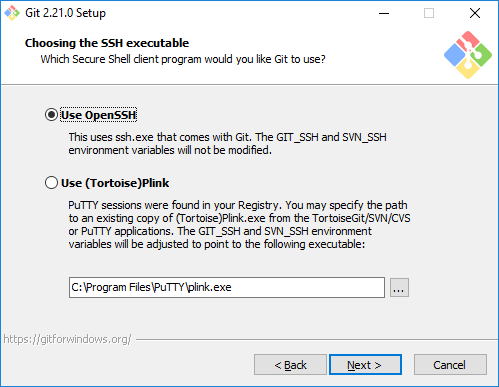 Git 2.21.0 Setup
Choosing the SSH executable
Which Secure Shell client program would you like Git to use?
Use OpenSSH
This uses ssh.exe that comes with Git. The GIT_SSH and SVN_SSH
environment variables will not be modified.
Use (Tortoise)Plink
PuTTY sessions were found in your Registry. You may specify the path
to an existing copy of (Tortoise)Plink.exe from the TortoiseGit/SVN/CVS
or PuTTY applications. The GIT_SSH and SVN_SSH environment
variables will be adjusted to point to the following executable:
C:\Program Files\PuTTY\plink.exe
...
https://gitforwindows.org/
< Back
Next >
Cancel